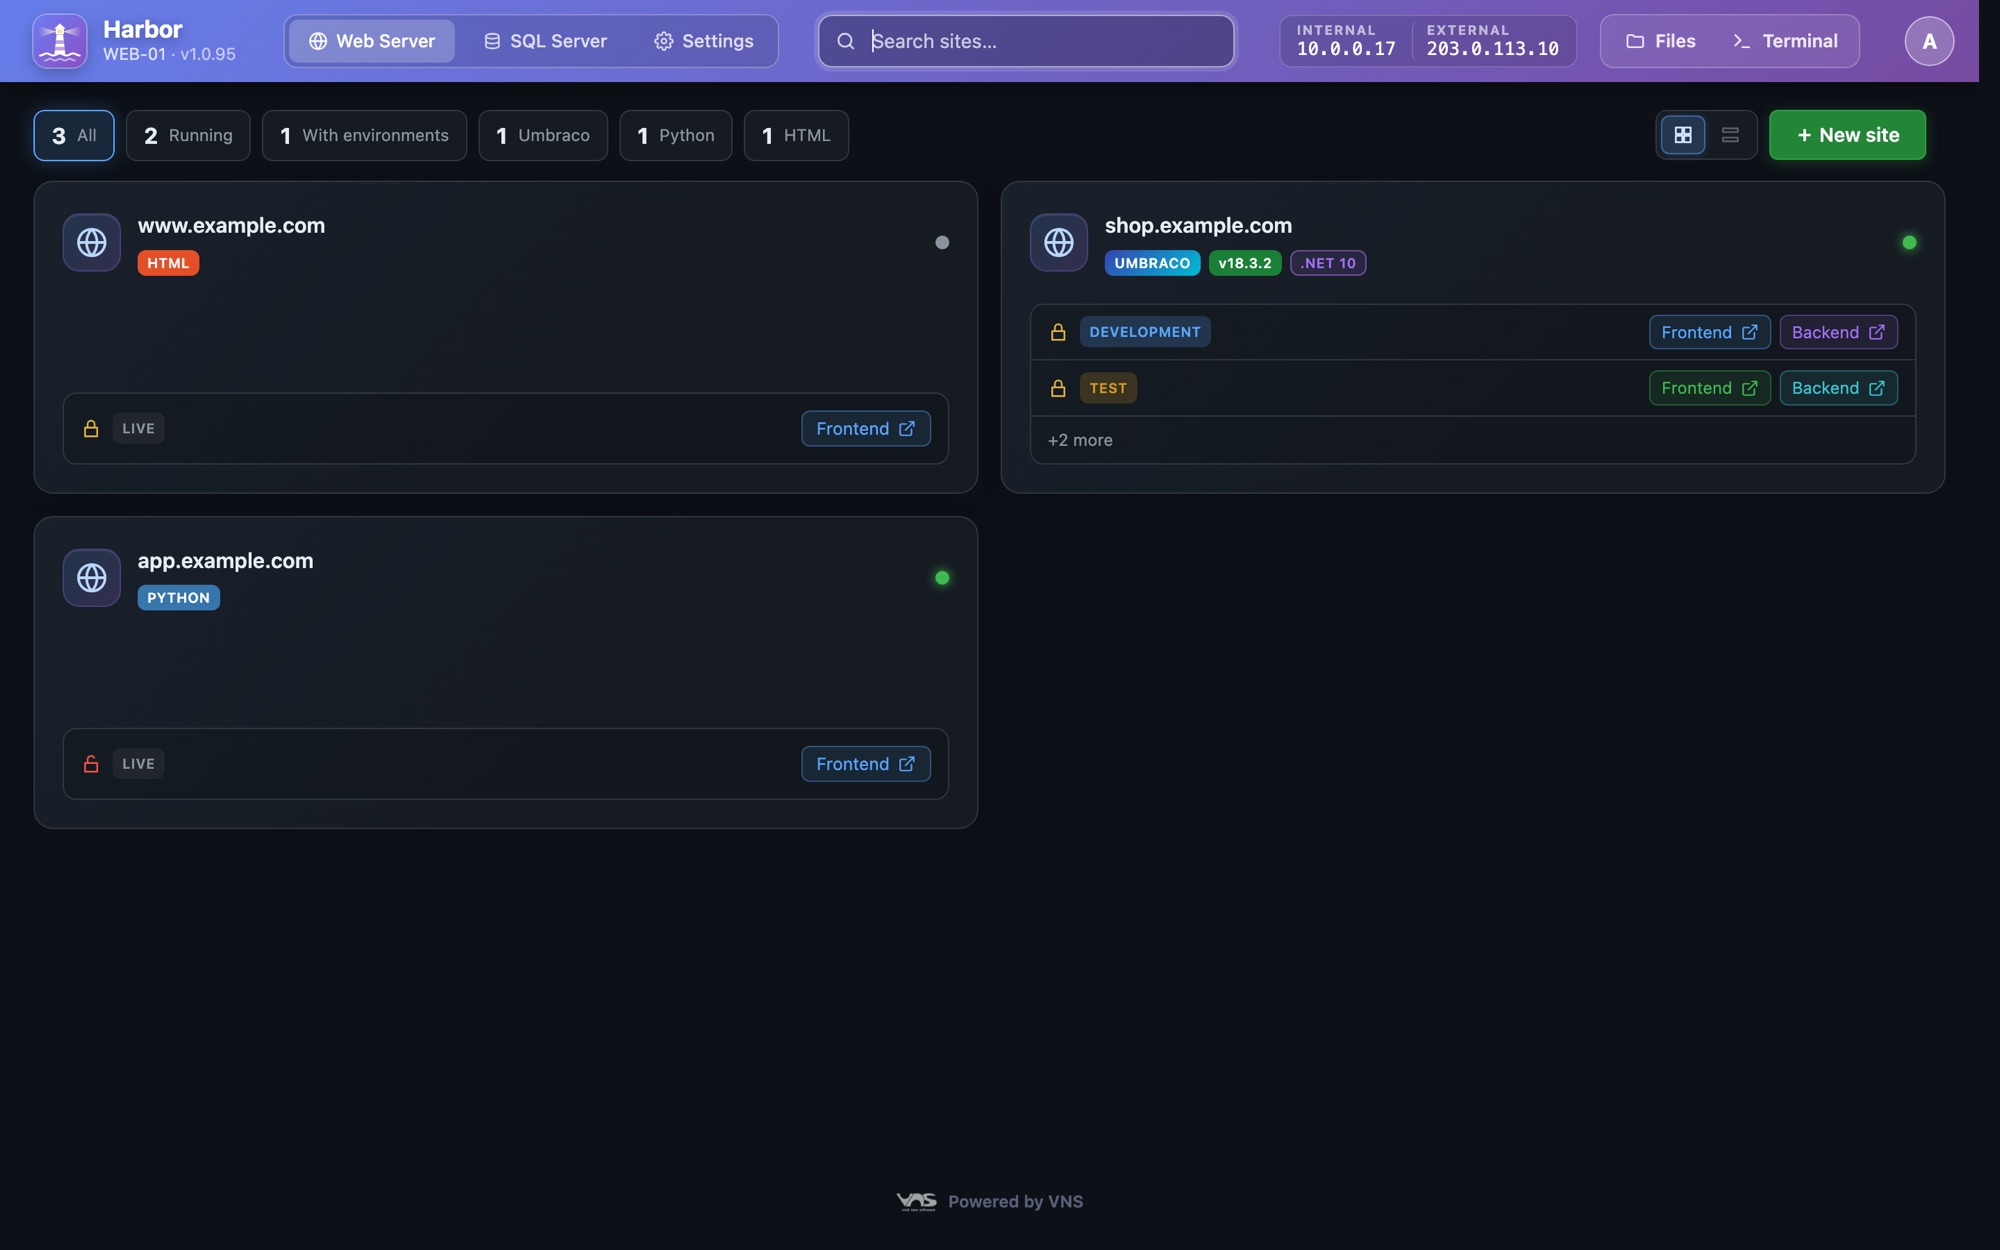 Harbor
WEB-01 · v1.0.95
Web Server
SQL Server
Settings
Search sites...
INTERNAL
10.0.0.17
EXTERNAL
203.0.113.10
Files
Terminal
A
3 All
2 Running
1 With environments
1 Umbraco
1 Python
1 HTML
+ New site
www.example.com
HTML
LIVE
Frontend
shop.example.com
UMBRACO v18.3.2 .NET 10
DEVELOPMENT
Frontend
Backend
TEST
Frontend
Backend
+2 more
app.example.com
PYTHON
LIVE
Frontend
VNS
Powered by VNS